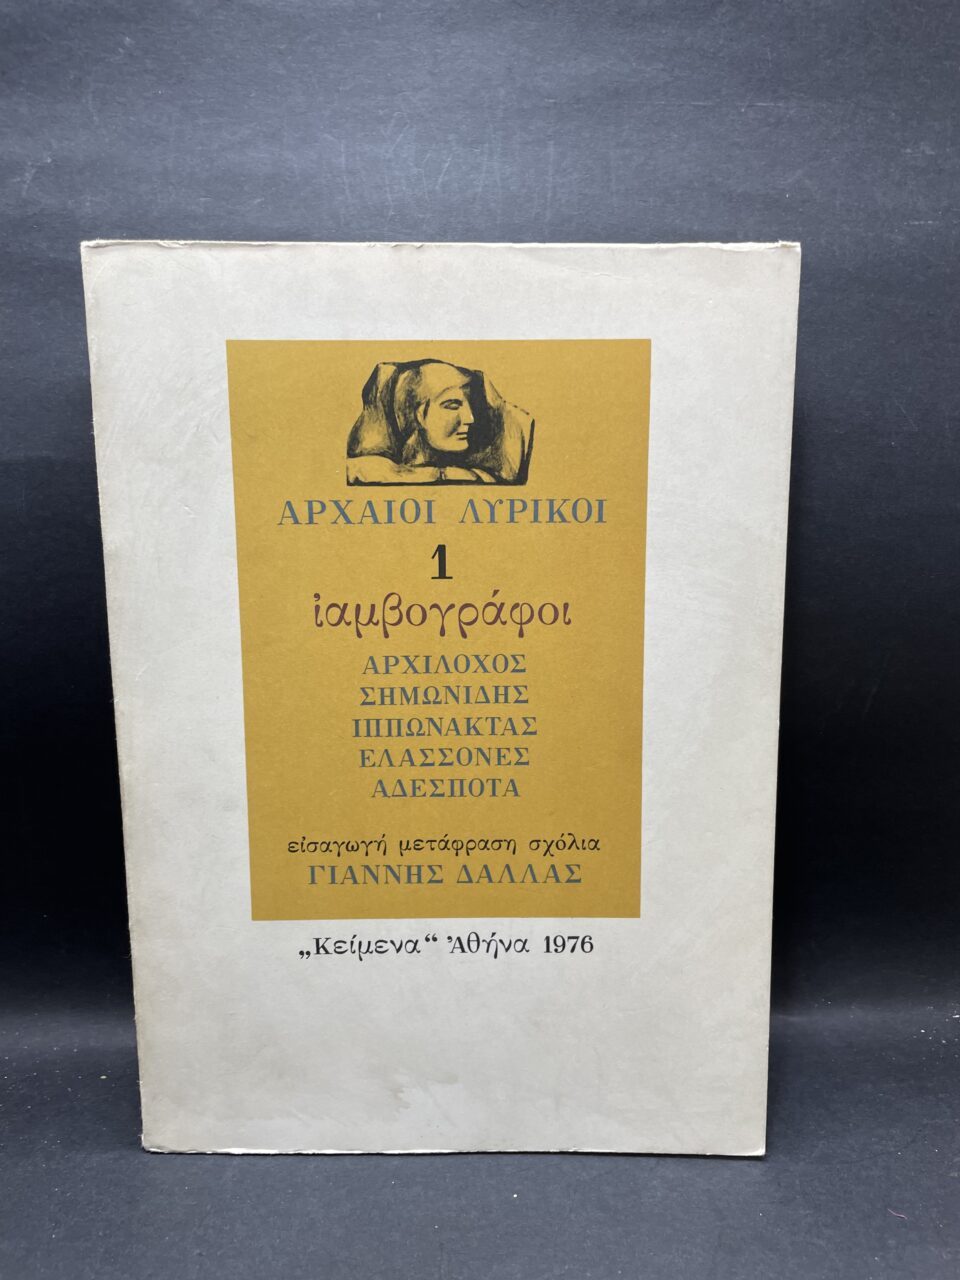 ΑΡΧΑΙΟΙ ΛΥΡΙΚΟΙ
1
ἰαμβογράφοι
ΑΡΧΙΛΟΧΟΣ
ΣΗΜΩΝΙΔΗΣ
ΙΠΠΩΝΑΚΤΑΣ
ΕΛΑΣΣΟΝΕΣ
ΑΔΕΣΠΟΤΑ
εἰσαγωγή μετάφραση σχόλια
ΓΙΑΝΝΗΣ ΔΑΛΛΑΣ
„Κείμενα“ Ἀθήνα 1976